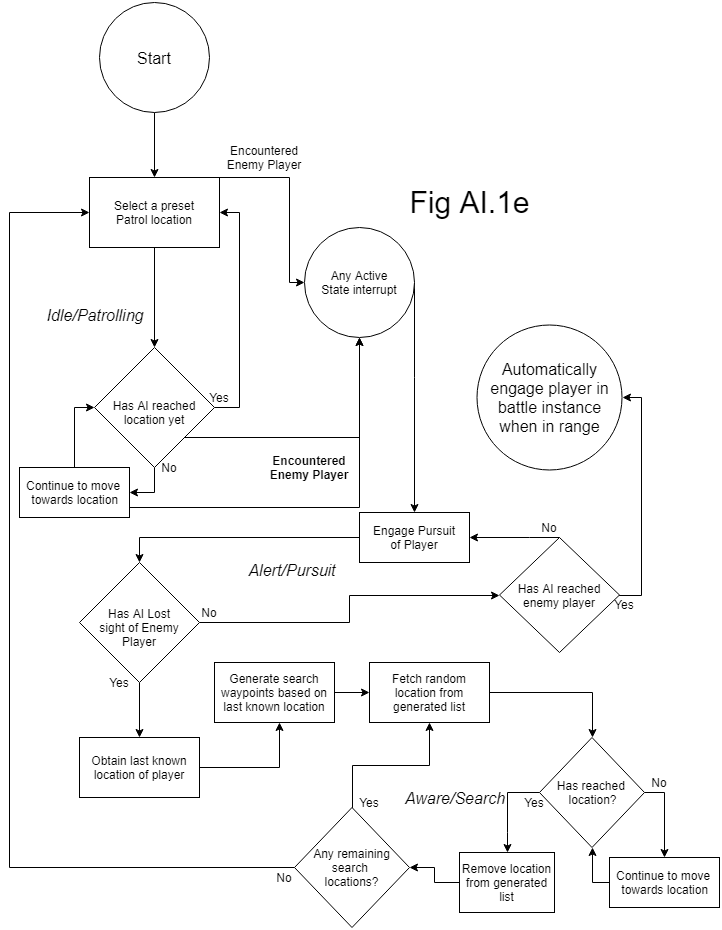 Start
Encountered
Enemy Player
Select a preset
Patrol location
Fig AI.1e
Any Active
State interrupt
Idle/Patrolling
Automatically
engage player in
battle instance
when in range
Has AI reached
location yet
Yes
No
Encountered
Enemy Player
Continue to move
towards location
Engage Pursuit
of Player
No
Alert/Pursuit
Has AI reached
enemy player
Yes
Has AI Lost
sight of Enemy
Player
No
Yes
Generate search
waypoints based on
last known location
Fetch random
location from
generated list
Obtain last known
location of player
Has reached
location?
No
Yes
Aware/Search
Yes
Any remaining
search
locations?
No
Remove location
from generated
list
Continue to move
towards location